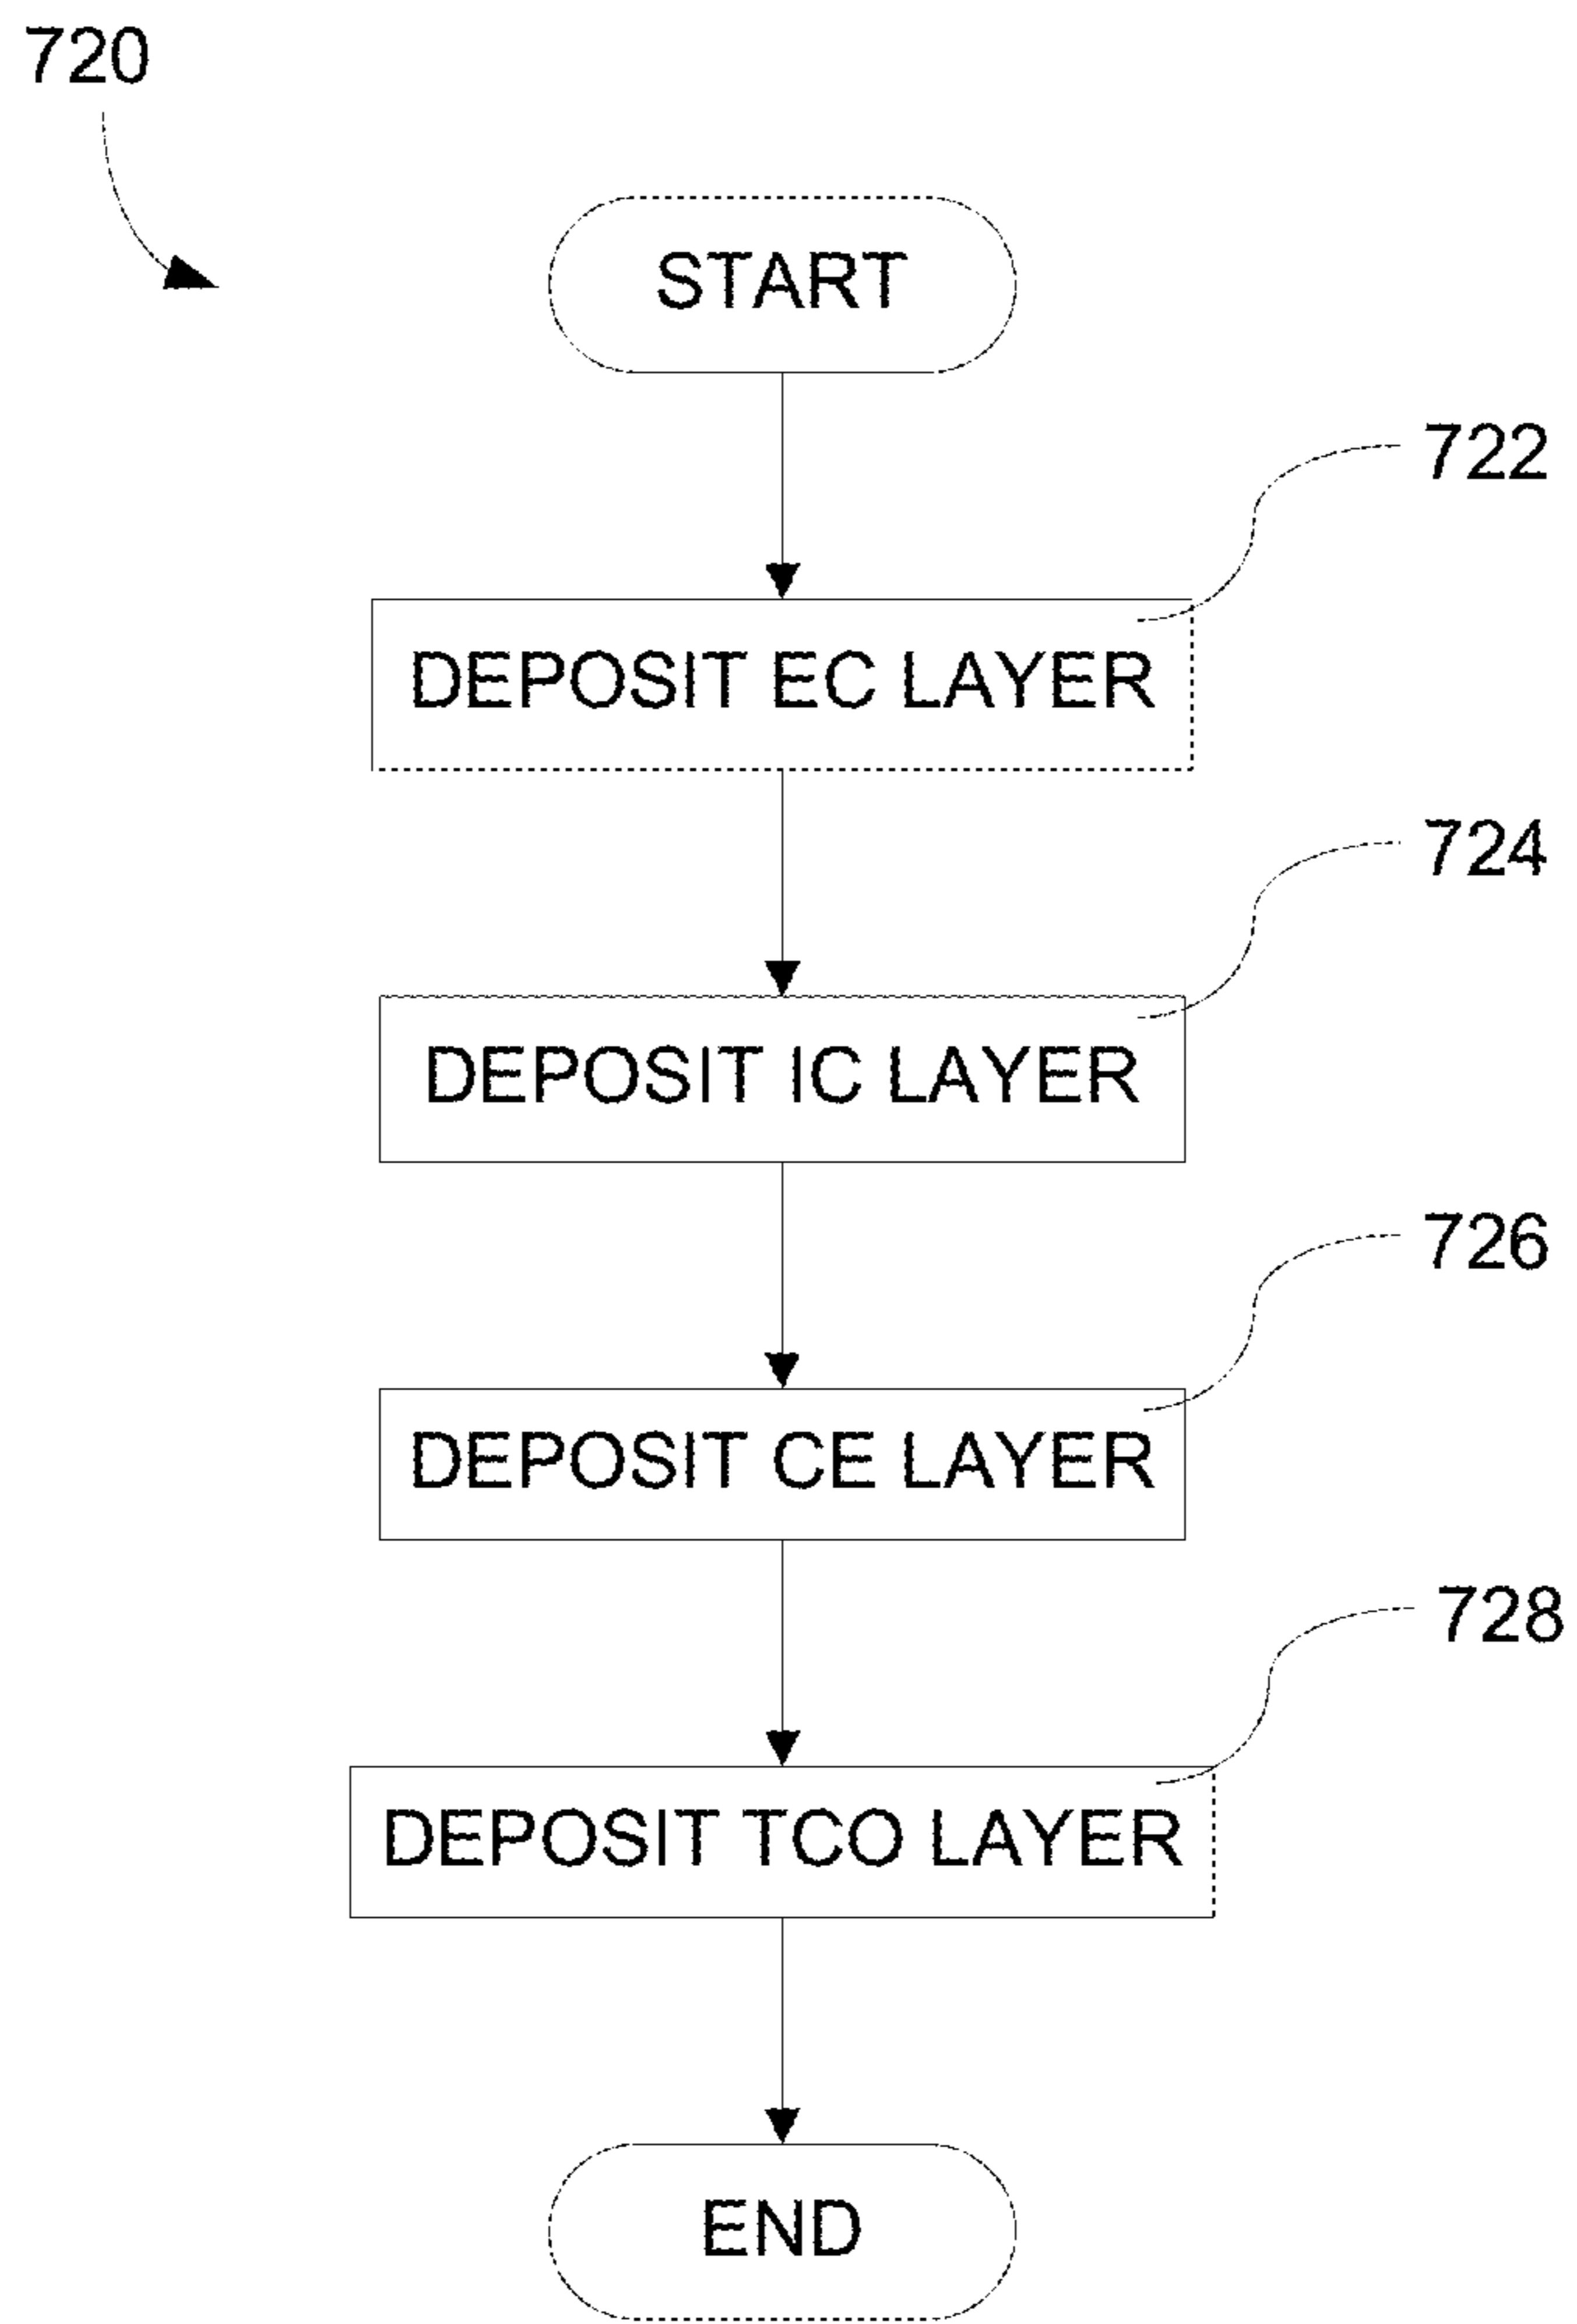 720
START
722
DEPOSIT EC LAYER
724
DEPOSIT IC LAYER
726
DEPOSIT CE LAYER
728
DEPOSIT TCO LAYER
END